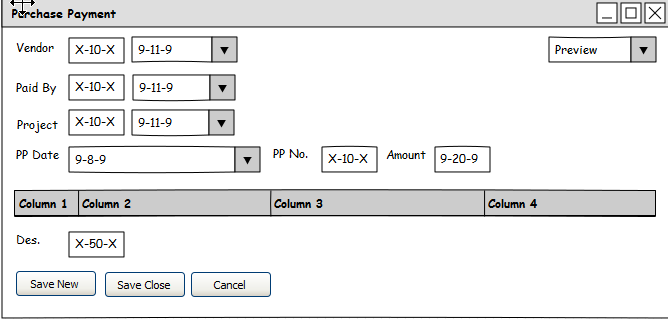 Purchase Payment
Vendor X-10-X 9-11-9 Preview
Paid By X-10-X 9-11-9
Project X-10-X 9-11-9
PP Date 9-8-9 PP No. X-10-X Amount 9-20-9
Column 1 Column 2 Column 3 Column 4
Des. X-50-X
Save New Save Close Cancel